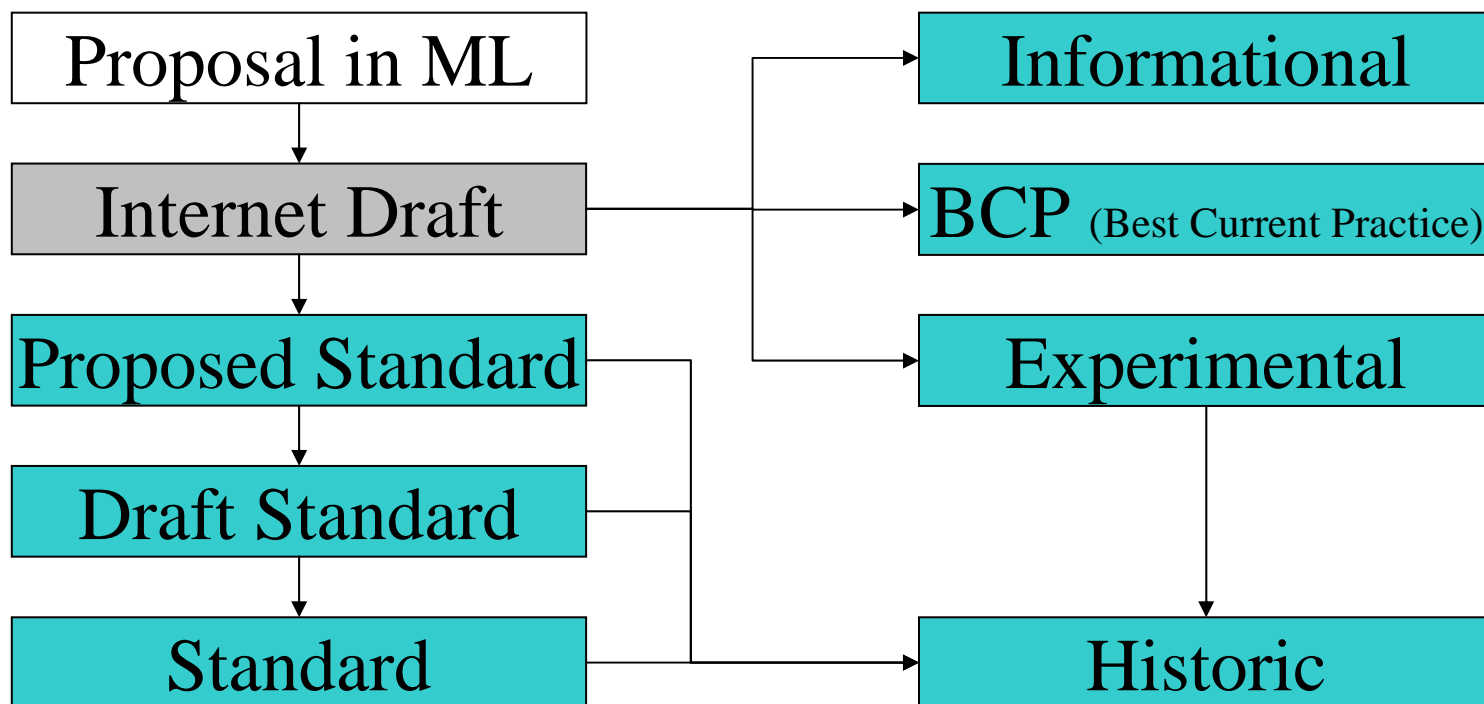 Proposal in ML
Informational
Internet Draft
BCP (Best Current Practice)
Proposed Standard
Experimental
Draft Standard
Standard
Historic